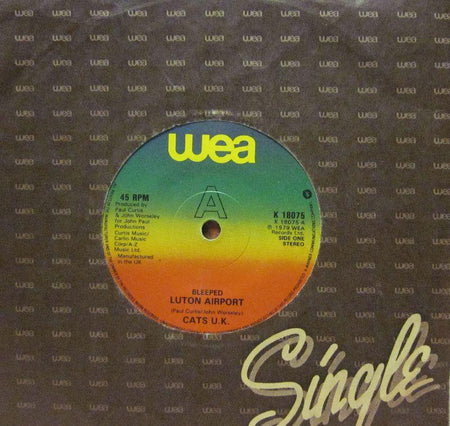 wea
A
45 RPM
Produced by
Paul Curtis
& John Worseley
for John Paul
Productions
Curtis Music/
Carlin Music
Corp/A-Z
Music Ltd.
Manufactured
in the UK
K 18075
K 18075-A
℗ 1979 WEA
Records Ltd.
SIDE ONE
STEREO
BLEEPED
LUTON AIRPORT
(Paul Curtis/John Worseley)
CATS U.K.
Single